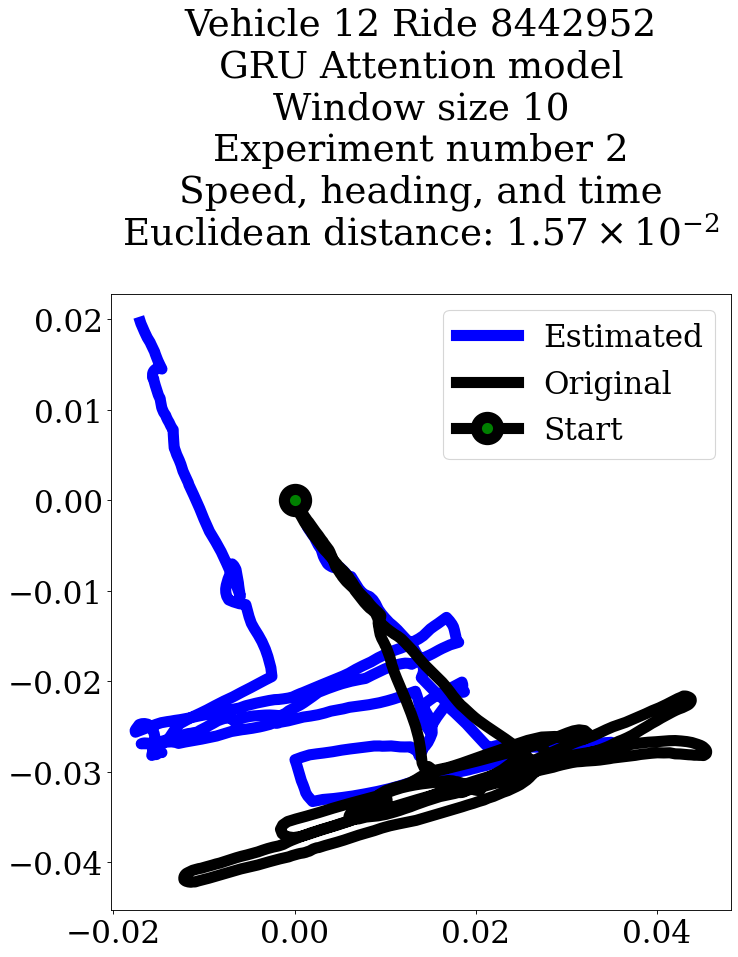 Vehicle 12 Ride 8442952
GRU Attention model
Window size 10
Experiment number 2
Speed, heading, and time
Euclidean distance: 1.57 × 10⁻²
Estimated
Original
Start
0.02
0.01
0.00
−0.01
−0.02
−0.03
−0.04
−0.02 0.00 0.02 0.04